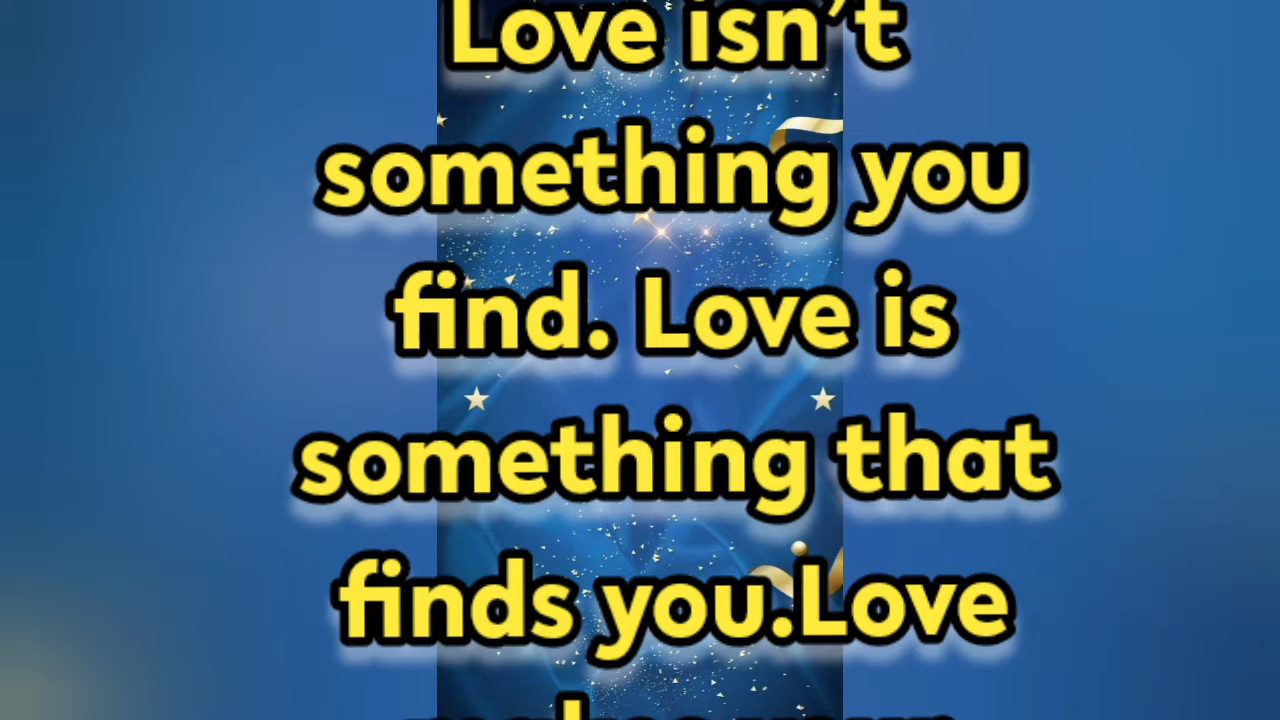 Love isn’t
something you
find. Love is
something that
finds you.Love